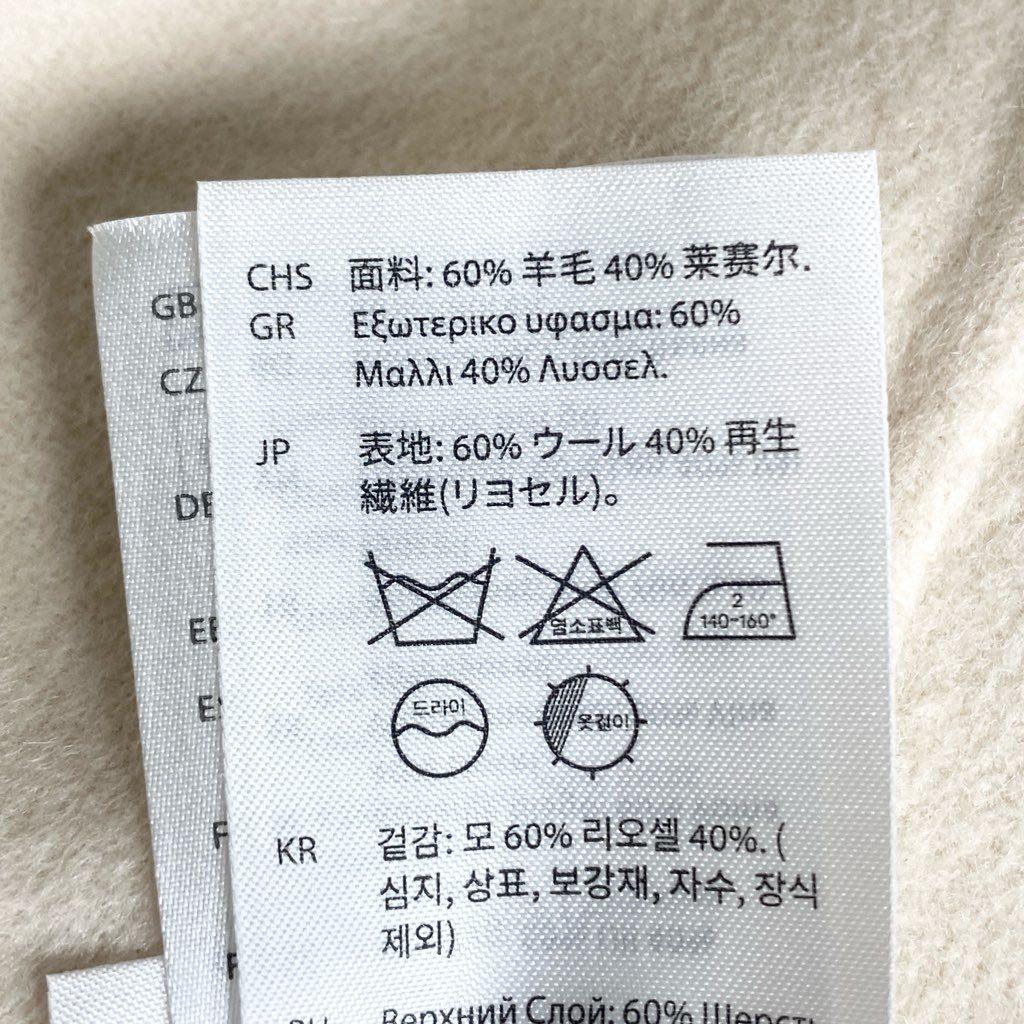 CHS 面料: 60% 羊毛 40% 莱赛尔.
GR Εξωτερικο υφασμα: 60%
Μαλλι 40% Λυοσελ.
JP 表地: 60% ウール 40% 再生
繊維(リヨセル)。
염소표백
2
140~160°
드라이
옷걸이
KR 겉감: 모 60% 리오셀 40%. (
심지, 상표, 보강재, 자수, 장식
제외)
Верхний Слой: 60% Шерсть
GB
CZ
DE